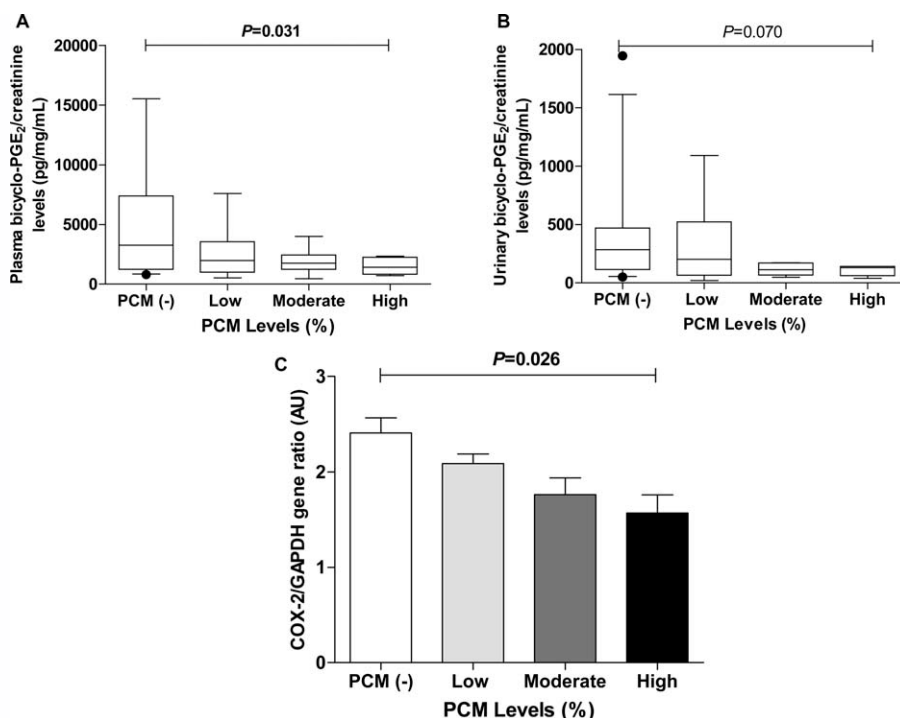 A
P=0.031
Plasma bicyclo-PGE₂/creatinine
levels (pg/mg/mL)
20000
15000
10000
5000
0
PCM (-) Low Moderate High
PCM Levels (%)
B
P=0.070
Urinary bicyclo-PGE₂/creatinine
levels (pg/mg/mL)
2000
1500
1000
500
0
PCM (-) Low Moderate High
PCM Levels (%)
C
P=0.026
COX-2/GAPDH gene ratio (AU)
3
2
1
0
PCM (-) Low Moderate High
PCM Levels (%)